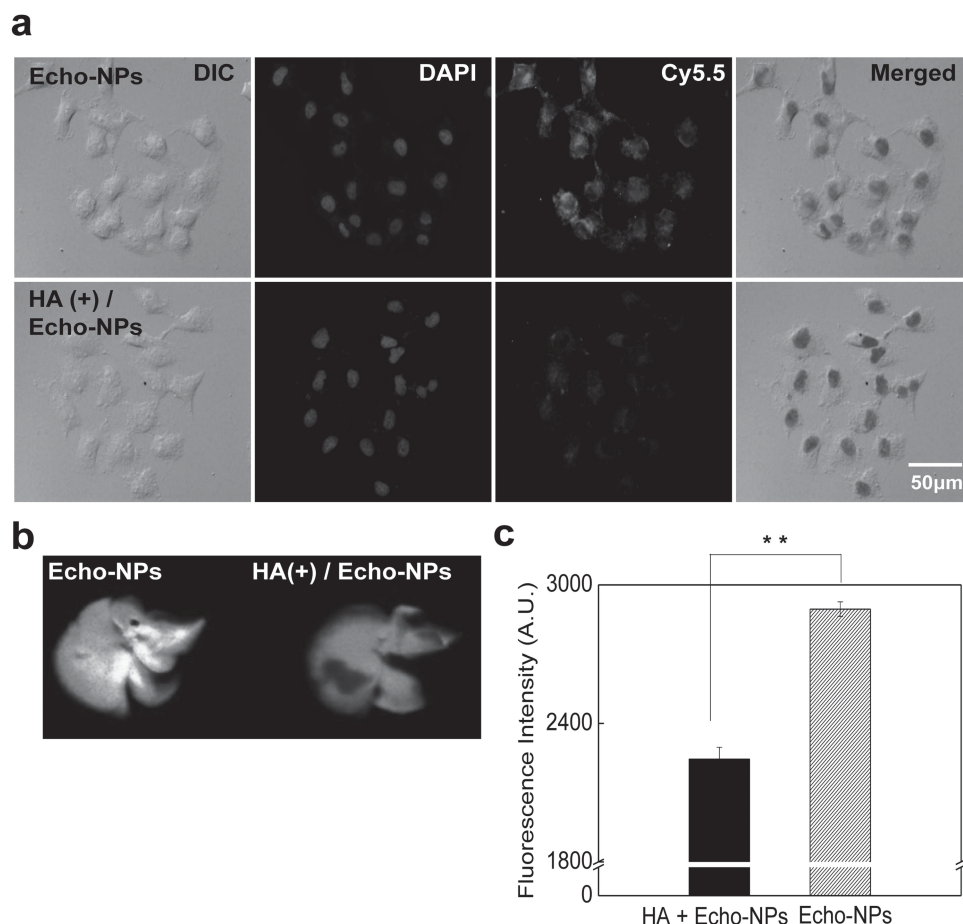 a
Echo-NPs DIC DAPI Cy5.5 Merged
HA (+) /
Echo-NPs
50µm
b
Echo-NPs HA(+) / Echo-NPs
c
* *
Fluorescence Intensity (A.U.)
3000
2400
1800
0
HA + Echo-NPs Echo-NPs